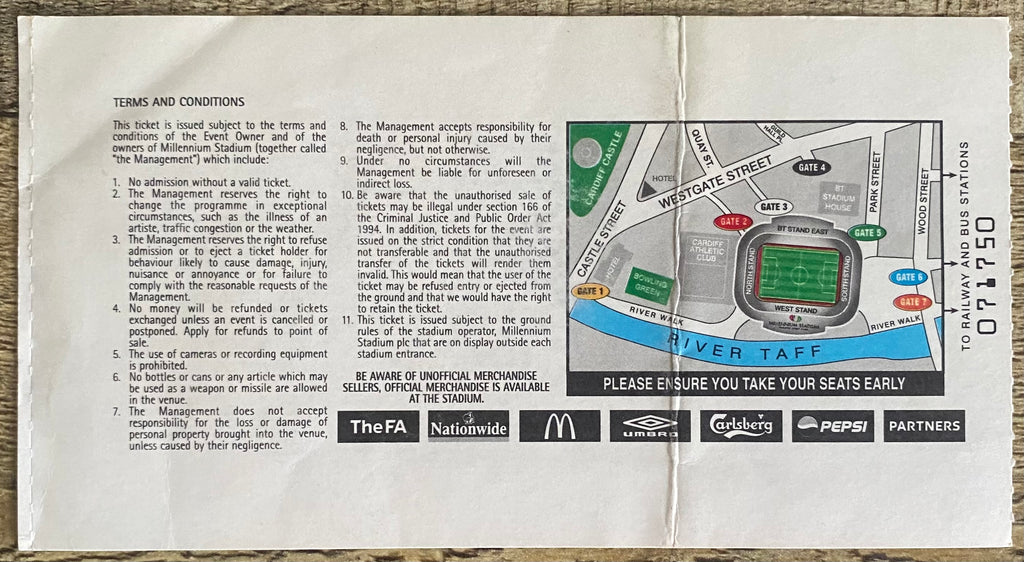 TERMS AND CONDITIONS
This ticket is issued subject to the terms and
conditions of the Event Owner and of the
owners of Millennium Stadium (together called
"the Management") which include:
1. No admission without a valid ticket.
2. The Management reserves the right to
change the programme in exceptional
circumstances, such as the illness of an
artiste, traffic congestion or the weather.
3. The Management reserves the right to refuse
admission or to eject a ticket holder for
behaviour likely to cause damage, injury,
nuisance or annoyance or for failure to
comply with the reasonable requests of the
Management.
4. No money will be refunded or tickets
exchanged unless an event is cancelled or
postponed. Apply for refunds to point of
sale.
5. The use of cameras or recording equipment
is prohibited.
6. No bottles or cans or any article which may
be used as a weapon or missile are allowed
in the venue.
7. The Management does not accept
responsibility for the loss or damage of
personal property brought into the venue,
unless caused by their negligence.
8. The Management accepts responsibility for
death or personal injury caused by their
negligence, but not otherwise.
9. Under no circumstances will the
Management be liable for unforeseen or
indirect loss.
10. Be aware that the unauthorised sale of
tickets may be illegal under section 166 of
the Criminal Justice and Public Order Act
1994. In addition, tickets for the event are
issued on the strict condition that they are
not transferable and that the unauthorised
transfer of the tickets will render them
invalid. This would mean that the user of the
ticket may be refused entry or ejected from
the ground and that we would have the right
to retain the ticket.
11. This ticket is issued subject to the ground
rules of the stadium operator, Millennium
Stadium plc that are on display outside each
stadium entrance.
BE AWARE OF UNOFFICIAL MERCHANDISE
SELLERS, OFFICIAL MERCHANDISE IS AVAILABLE
AT THE STADIUM.
CARDIFF CASTLE
CASTLE STREET
HOTEL
WESTGATE STREET
QUAY ST.
GUILD
HALL PL.
GATE 4
PARK STREET
WOOD STREET
BT
STADIUM
HOUSE
GATE 3
GATE 2
GATE 5
BT STAND EAST
NORTH STAND
SOUTH STAND
WEST STAND
MILLENNIUM STADIUM
CARDIFF
ATHLETIC
CLUB
HOTEL
BOWLING
GREEN
GATE 1
GATE 6
GATE 7
RIVER WALK
RIVER WALK
RIVER TAFF
PLEASE ENSURE YOU TAKE YOUR SEATS EARLY
TO RAILWAY AND BUS STATIONS
071750
The FA
Nationwide
M
UMBRO
Carlsberg
PEPSI
PARTNERS